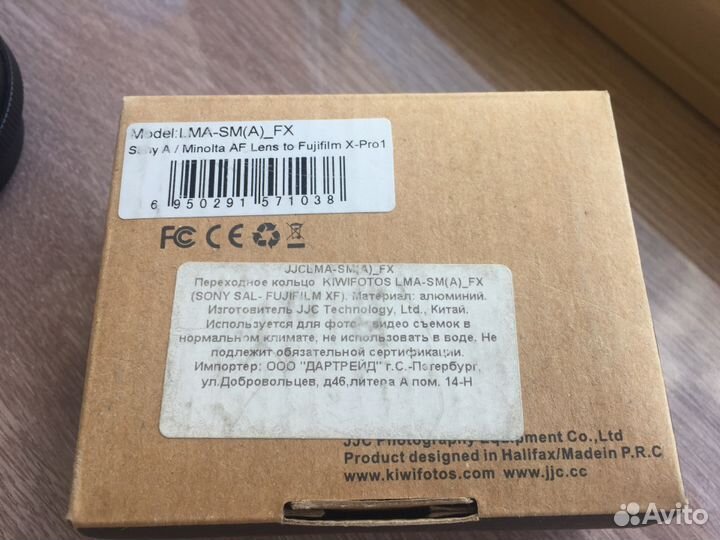 Model:LMA-SM(A)_FX
Sony A / Minolta AF Lens to Fujifilm X-Pro1
6 950291 571038
FC CE
JJCLMA-SM(A)_FX
Переходное кольцо KIWIFOTOS LMA-SM(A)_FX
(SONY SAL- FUJIFILM XF). Материал: алюминий.
Изготовитель JJC Technology, Ltd., Китай.
Используется для фото видео съемок в
нормальном климате, не использовать в воде. Не
подлежит обязательной сертификации.
Импортер: ООО "ДАРТРЕЙД" г.С.-Петербург,
ул.Добровольцев, д46,литера А пом. 14-Н
JJC Photography Equipment Co.,Ltd
Product designed in Halifax/Madein P.R.C
www.kiwifotos.com www.jjc.cc
Avito